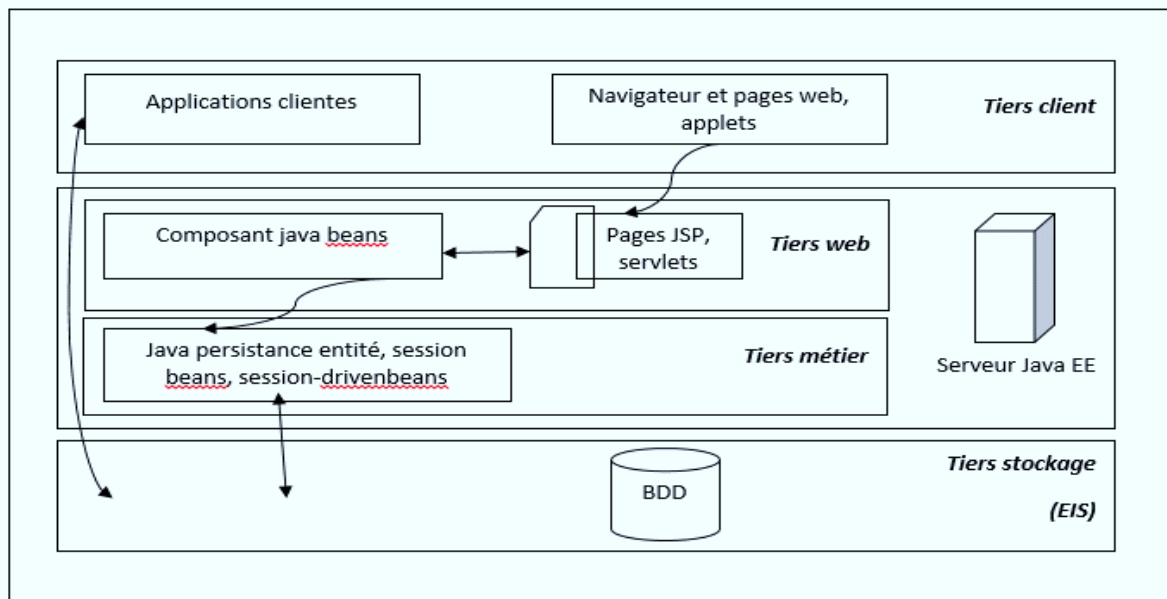 Applications clientes
Navigateur et pages web,
applets
Tiers client
Composant java beans
Pages JSP,
servlets
Tiers web
Java persistance entité, session
beans, session-drivenbeans
Tiers métier
Serveur Java EE
BDD
Tiers stockage
(EIS)